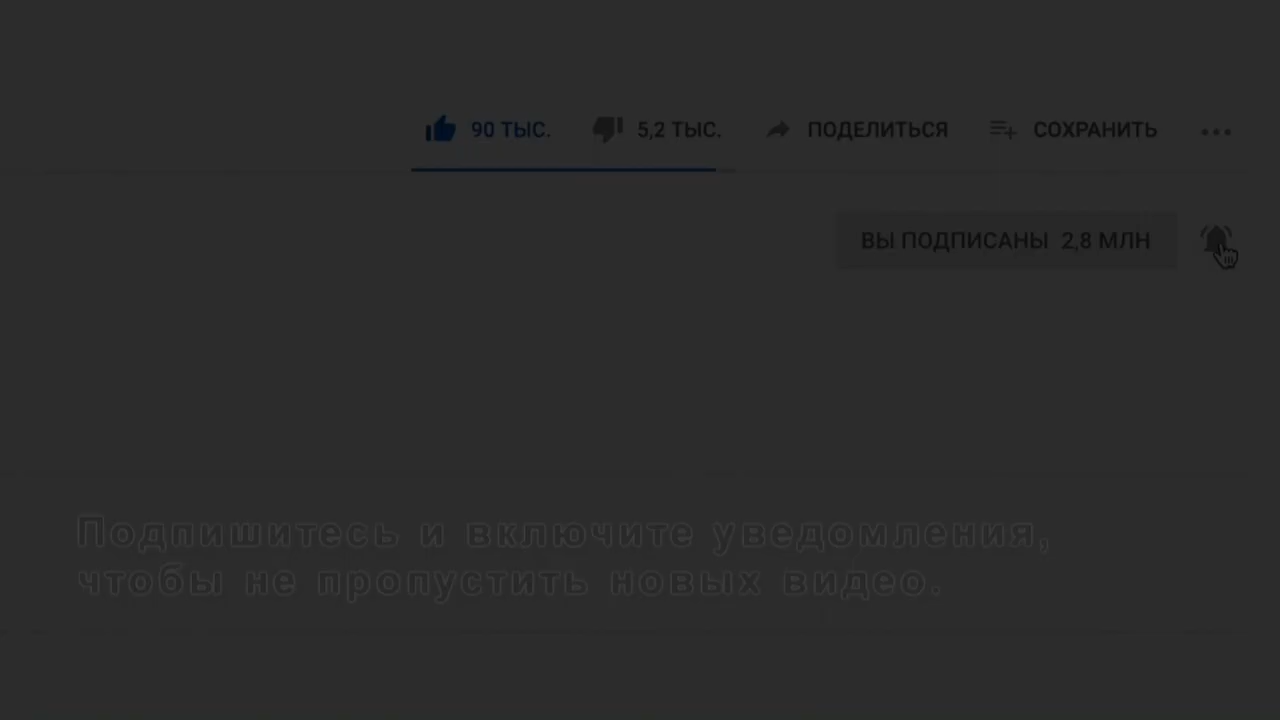 90 ТЫС. 5,2 ТЫС. ПОДЕЛИТЬСЯ СОХРАНИТЬ
ВЫ ПОДПИСАНЫ 2,8 МЛН
Подпишитесь и включите уведомления,
чтобы не пропустить новых видео.